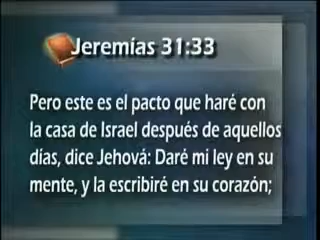 Jeremías 31:33
Pero este es el pacto que haré con
la casa de Israel después de aquellos
días, dice Jehová: Daré mi ley en su
mente, y la escribiré en su corazón;